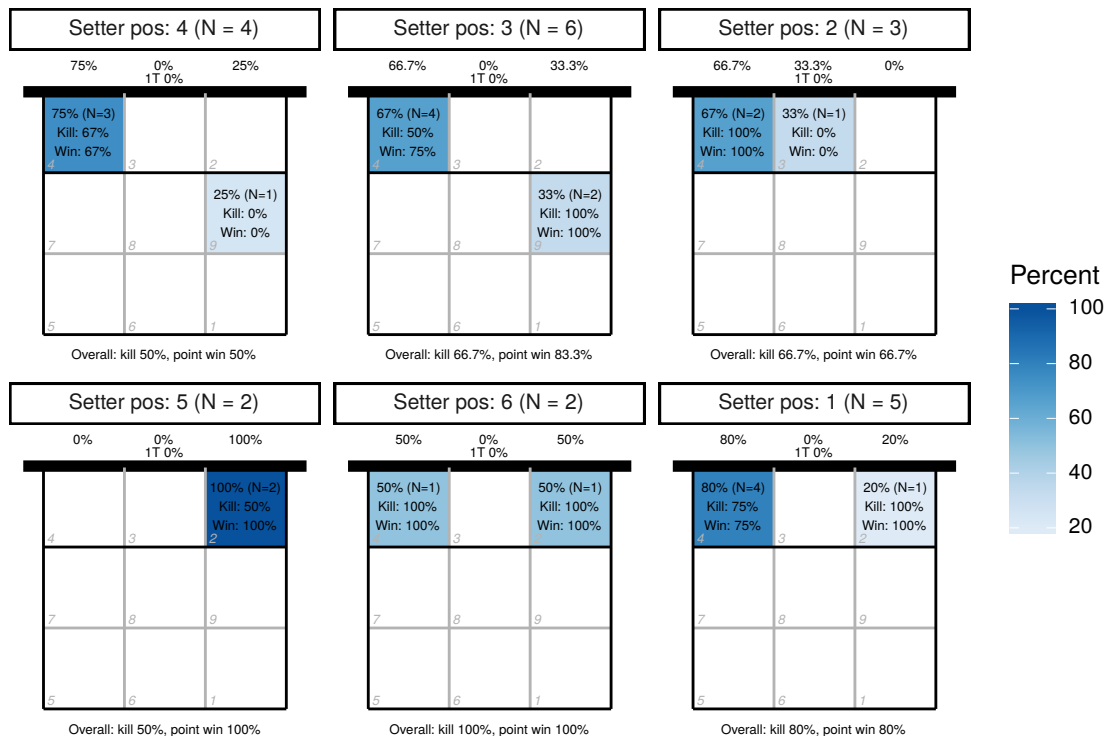 Setter pos: 4 (N = 4)
75% 0% 25%
1T 0%
75% (N=3)
Kill: 67%
Win: 67%
4 3 2
25% (N=1)
Kill: 0%
Win: 0%
7 8 9
5 6 1
Overall: kill 50%, point win 50%
Setter pos: 3 (N = 6)
66.7% 0% 33.3%
1T 0%
67% (N=4)
Kill: 50%
Win: 75%
4 3 2
33% (N=2)
Kill: 100%
Win: 100%
7 8 9
5 6 1
Overall: kill 66.7%, point win 83.3%
Setter pos: 2 (N = 3)
66.7% 33.3% 0%
1T 0%
67% (N=2) 33% (N=1)
Kill: 100% Kill: 0%
Win: 100% Win: 0%
4 3 2
7 8 9
5 6 1
Overall: kill 66.7%, point win 66.7%
Setter pos: 5 (N = 2)
0% 0% 100%
1T 0%
100% (N=2)
Kill: 50%
Win: 100%
4 3 2
7 8 9
5 6 1
Overall: kill 50%, point win 100%
Setter pos: 6 (N = 2)
50% 0% 50%
1T 0%
50% (N=1) 50% (N=1)
Kill: 100% Kill: 100%
Win: 100% Win: 100%
3
7 8 9
5 6 1
Overall: kill 100%, point win 100%
Setter pos: 1 (N = 5)
80% 0% 20%
1T 0%
80% (N=4) 20% (N=1)
Kill: 75% Kill: 100%
Win: 75% Win: 100%
4 3 2
7 8 9
5 6 1
Overall: kill 80%, point win 80%
Percent
100
80
60
40
20